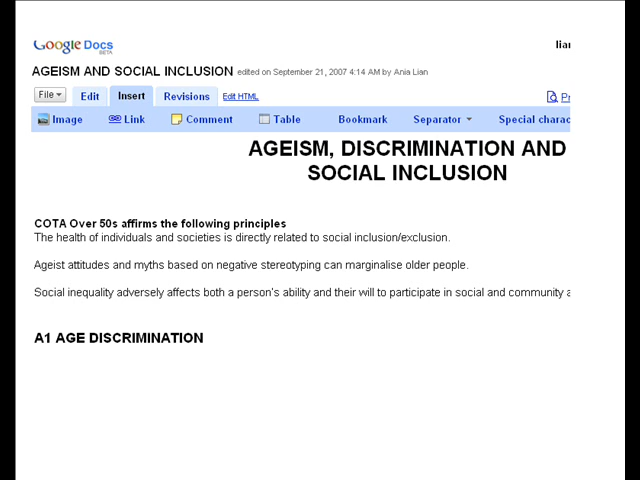 Google Docs
BETA
lian
AGEISM AND SOCIAL INCLUSION edited on September 21, 2007 4:14 AM by Ania Lian
File Edit Insert Revisions Edit HTML
Image Link Comment Table Bookmark Separator Special charac
AGEISM, DISCRIMINATION AND
SOCIAL INCLUSION
COTA Over 50s affirms the following principles
The health of individuals and societies is directly related to social inclusion/exclusion.
Ageist attitudes and myths based on negative stereotyping can marginalise older people.
Social inequality adversely affects both a person's ability and their will to participate in social and community
A1 AGE DISCRIMINATION